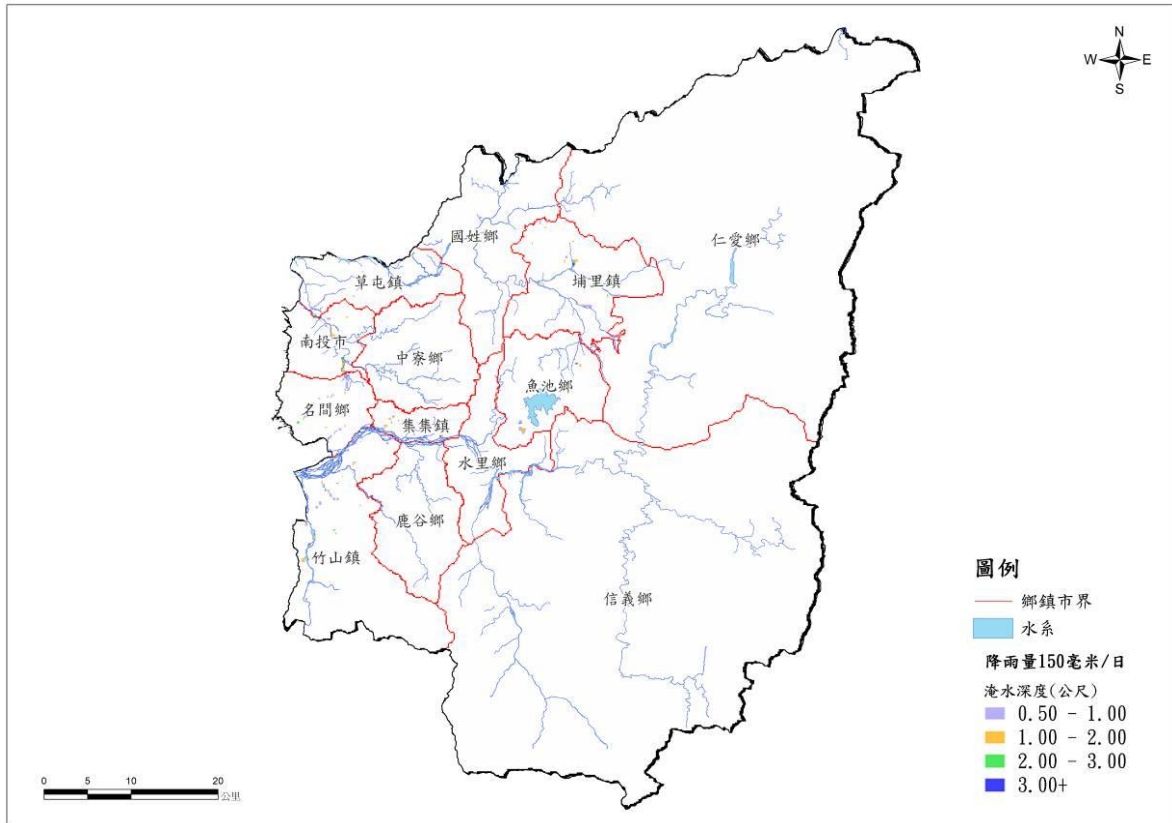 N
W E
S
國姓鄉
仁愛鄉
埔里鎮
草屯鎮
南投市
中寮鄉
魚池鄉
名間鄉
集集鎮
水里鄉
鹿谷鄉
竹山鎮
信義鄉
圖例
鄉鎮市界
水系
降雨量150毫米/日
淹水深度(公尺)
0.50 - 1.00
1.00 - 2.00
2.00 - 3.00
3.00+
0 5 10 20
公里